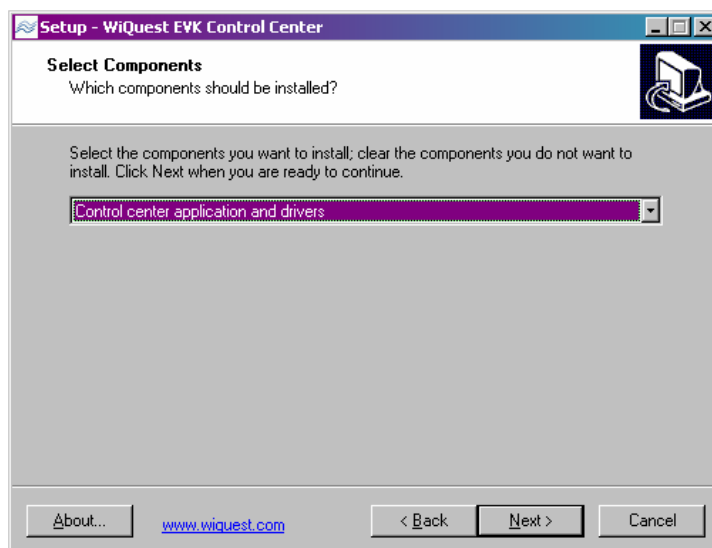 Setup - WiQuest EVK Control Center
Select Components
Which components should be installed?
Select the components you want to install; clear the components you do not want to
install. Click Next when you are ready to continue.
Control center application and drivers
About...
www.wiquest.com
< Back
Next >
Cancel